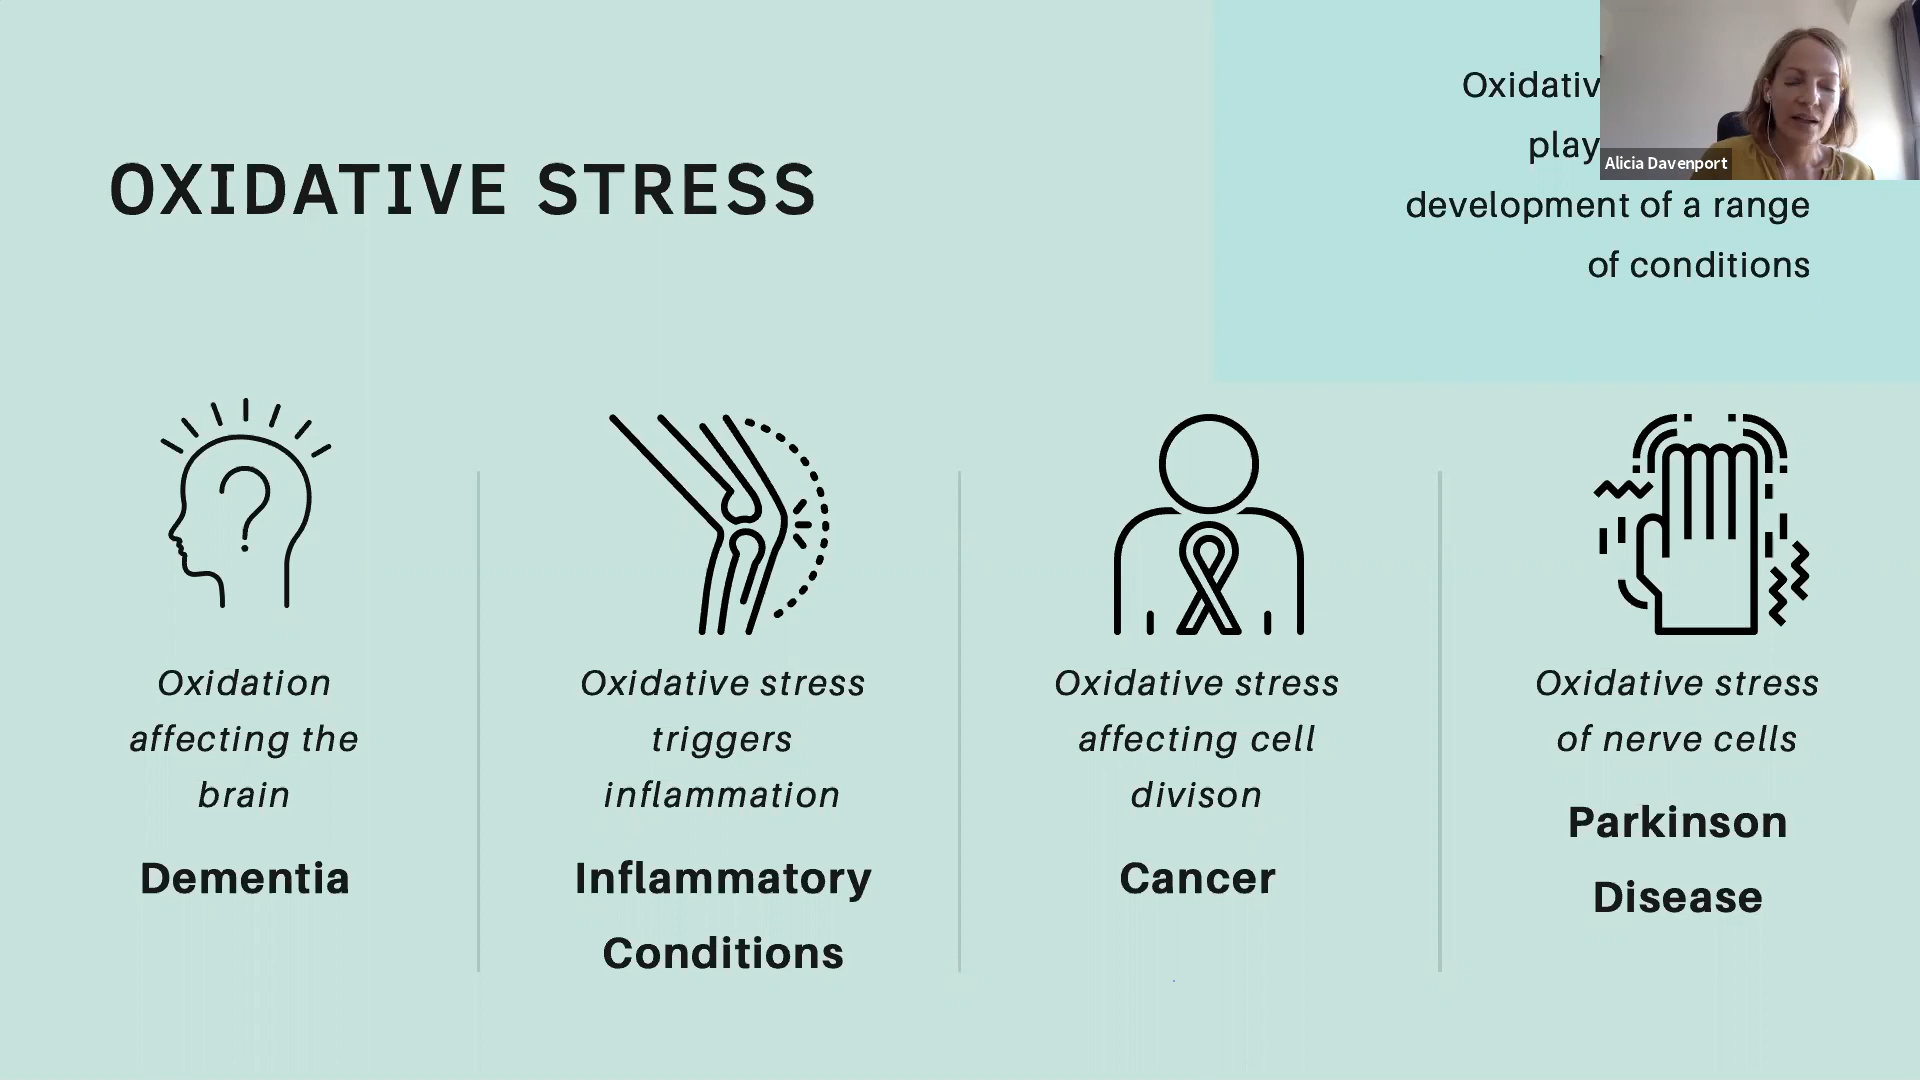 OXIDATIVE STRESS
play
development of a range
of conditions
Alicia Davenport
Oxidation
affecting the
brain
Dementia
Oxidative stress
triggers
inflammation
Inflammatory
Conditions
Oxidative stress
affecting cell
divison
Cancer
Oxidative stress
of nerve cells
Parkinson
Disease